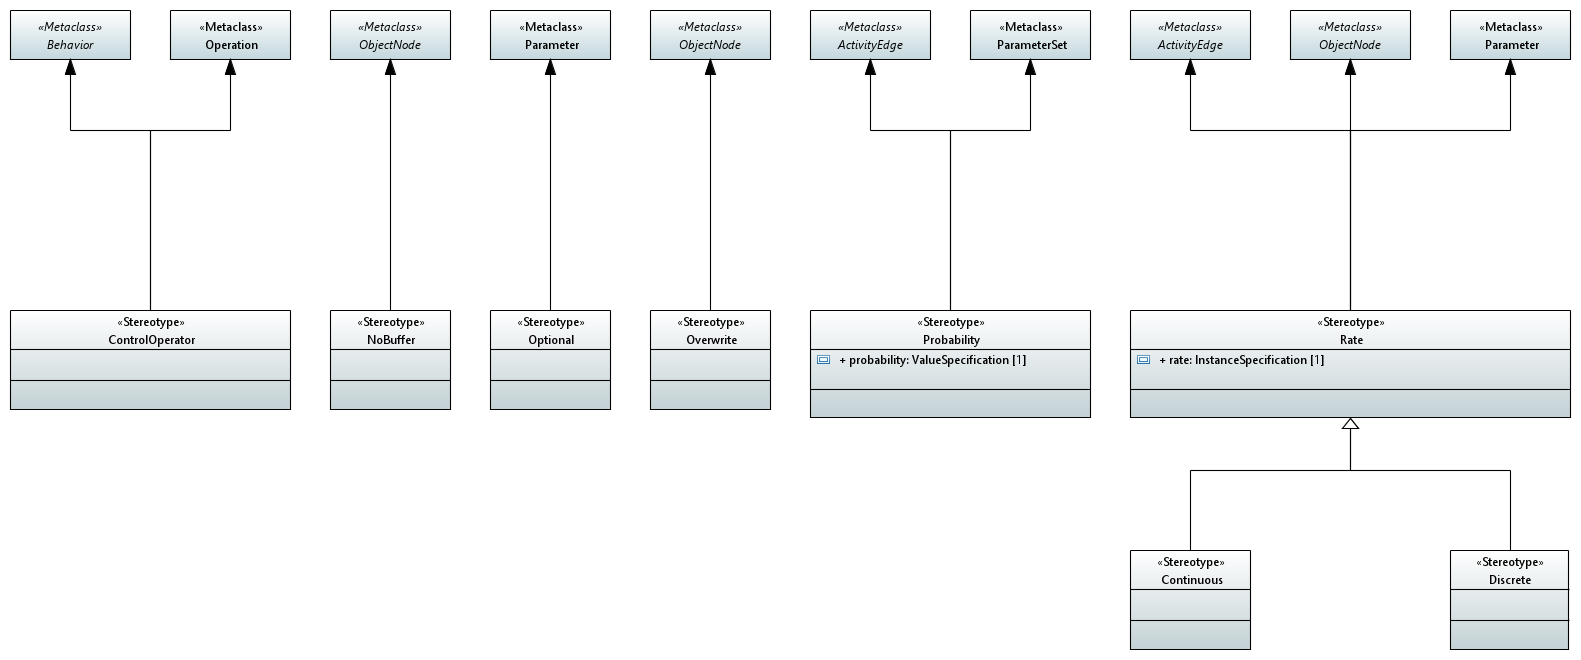 «Metaclass»
Behavior
«Metaclass»
Operation
«Metaclass»
ObjectNode
«Metaclass»
Parameter
«Metaclass»
ObjectNode
«Metaclass»
ActivityEdge
«Metaclass»
ParameterSet
«Metaclass»
ActivityEdge
«Metaclass»
ObjectNode
«Metaclass»
Parameter
«Stereotype»
ControlOperator
«Stereotype»
NoBuffer
«Stereotype»
Optional
«Stereotype»
Overwrite
«Stereotype»
Probability
+ probability: ValueSpecification [1]
«Stereotype»
Rate
+ rate: InstanceSpecification [1]
«Stereotype»
Continuous
«Stereotype»
Discrete